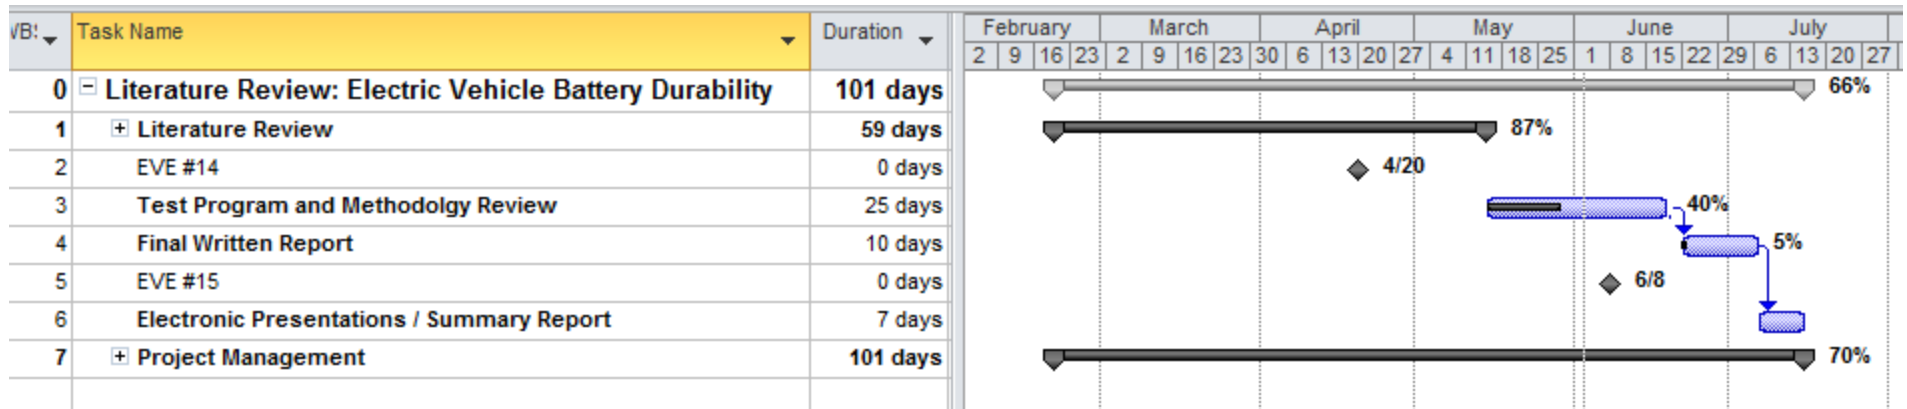 Task Name Duration February March April May June July
2 9 16 23 2 9 16 23 30 6 13 20 27 4 11 18 25 1 8 15 22 29 6 13 20 27
0 Literature Review: Electric Vehicle Battery Durability 101 days 66%
1 Literature Review 59 days 87%
2 EVE #14 0 days 4/20
3 Test Program and Methodolgy Review 25 days 40%
4 Final Written Report 10 days 5%
5 EVE #15 0 days 6/8
6 Electronic Presentations / Summary Report 7 days
7 Project Management 101 days 70%